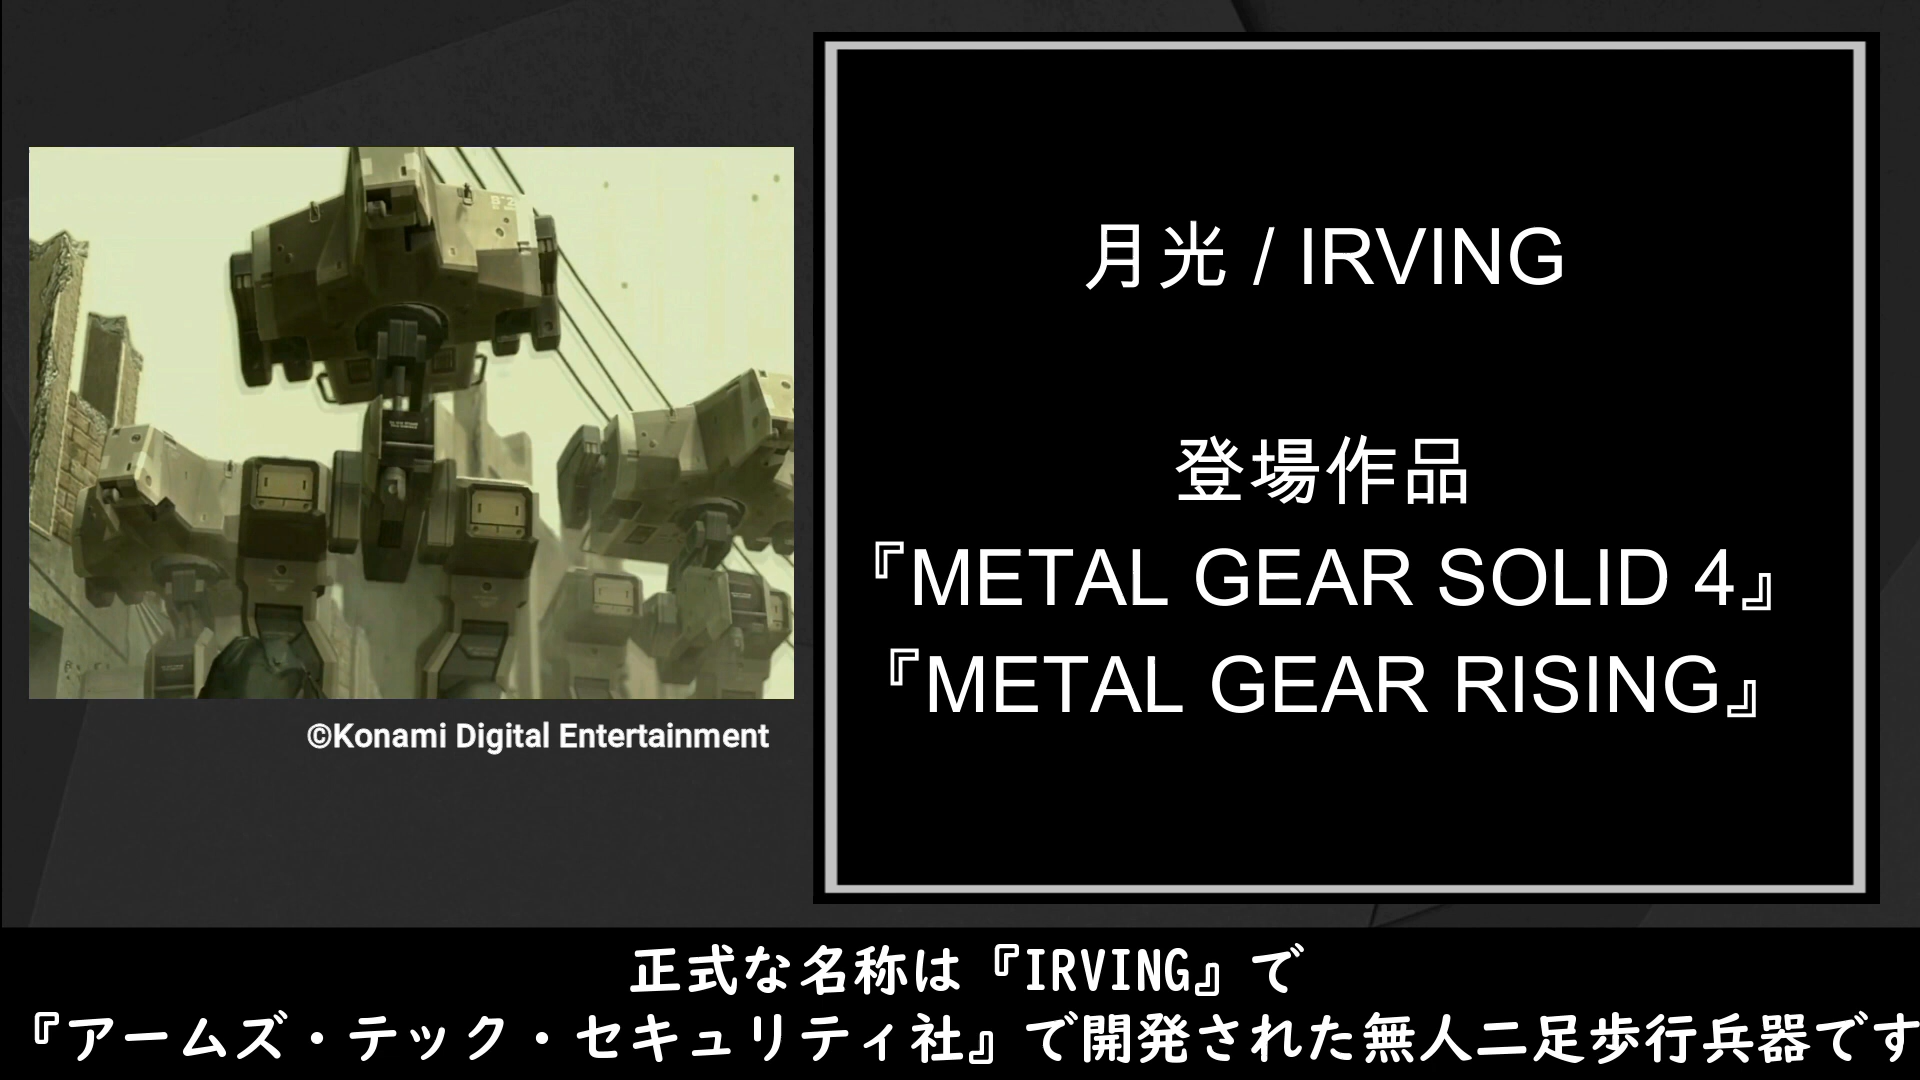 月光 / IRVING
登場作品
『METAL GEAR SOLID 4』
『METAL GEAR RISING』
©Konami Digital Entertainment
正式な名称は『IRVING』で
『アームズ・テック・セキュリティ社』で開発された無人二足歩行兵器です